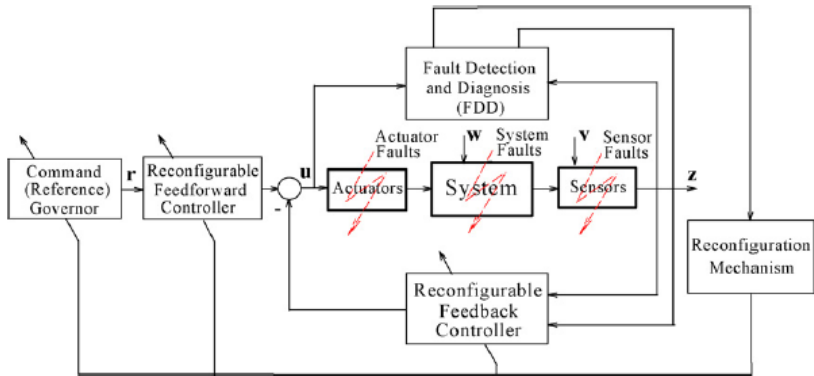 Fault Detection
and Diagnosis
(FDD)
Actuator
Faults
w
System
Faults
v
Sensor
Faults
Command
(Reference)
Governor
r
Reconfigurable
Feedforward
Controller
-
u
Actuators
System
Sensors
z
Reconfiguration
Mechanism
Reconfigurable
Feedback
Controller